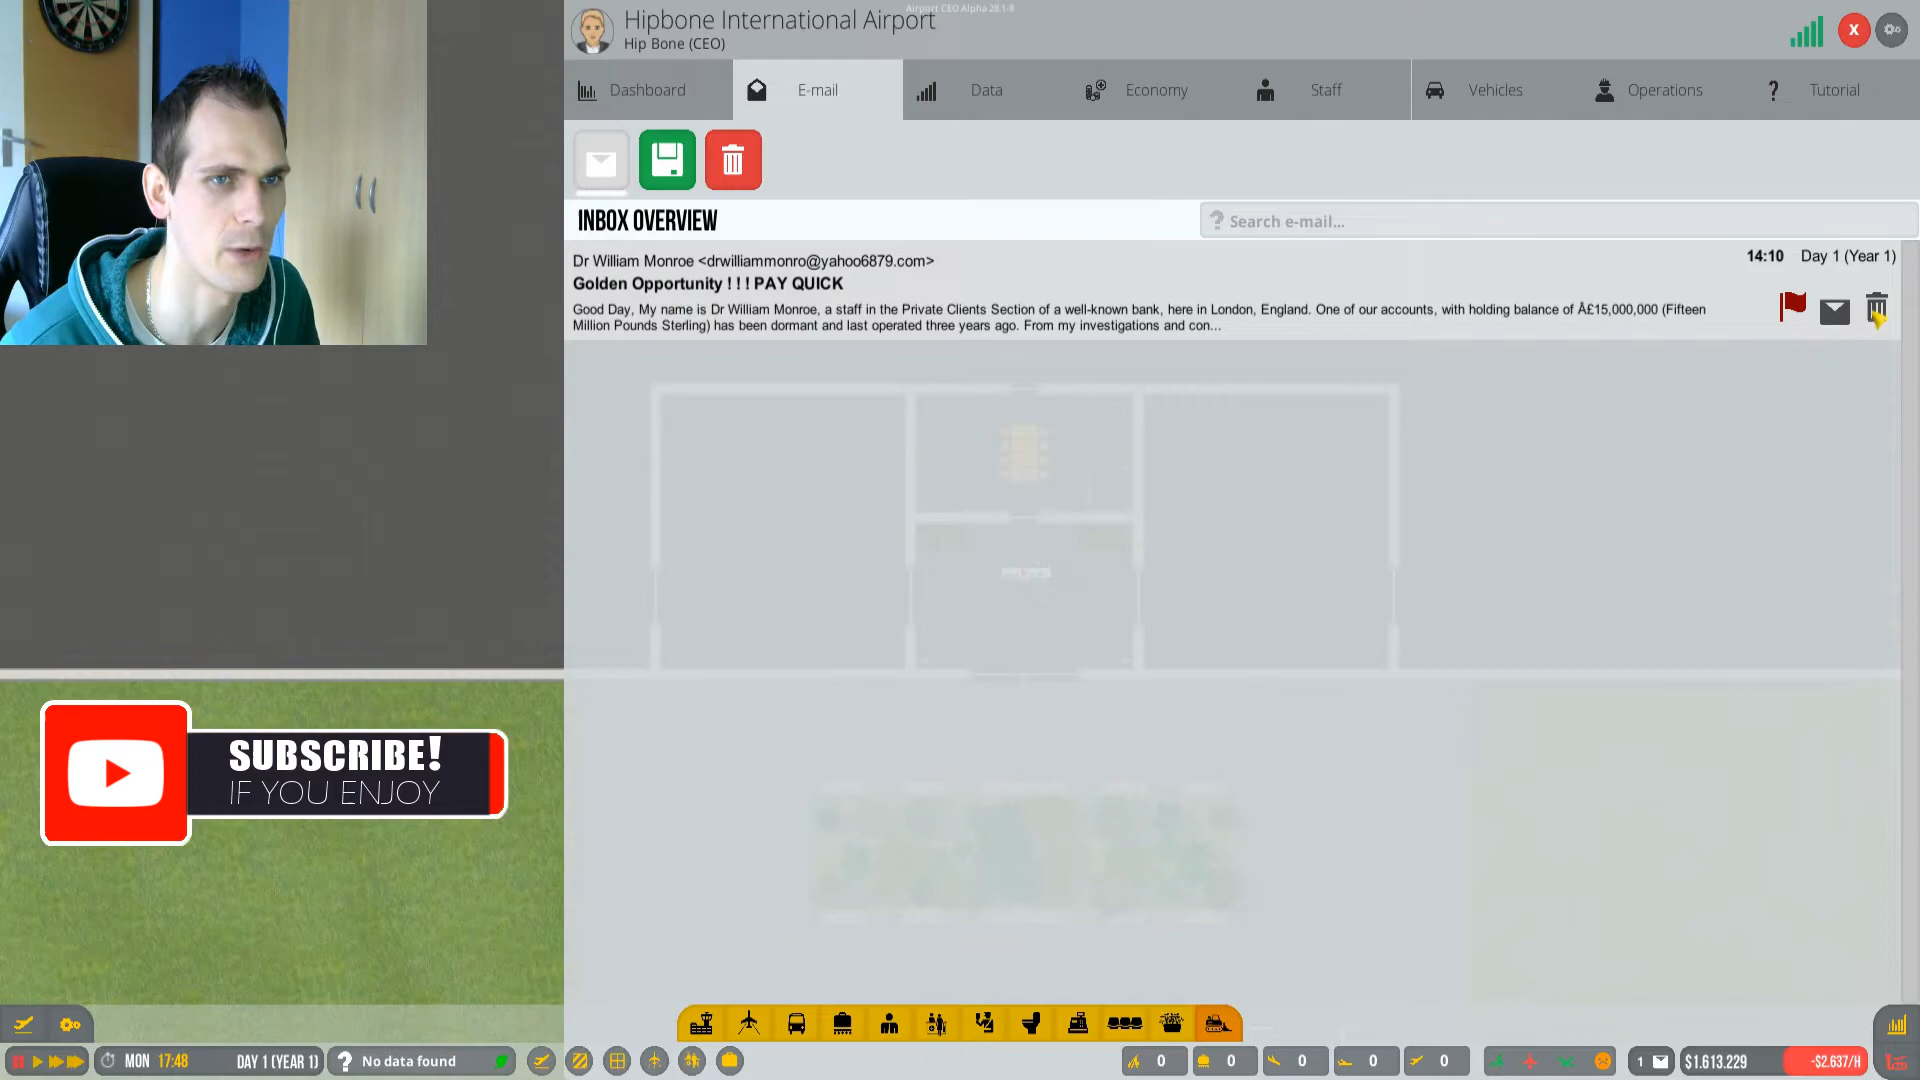 Airport CEO Alpha 28.1-8
Hipbone International Airport
Hip Bone (CEO)
X
Dashboard
E-mail
Data
Economy
Staff
Vehicles
Operations
? Tutorial
INBOX OVERVIEW
? Search e-mail...
Dr William Monroe <drwilliammonro@yahoo6879.com>
14:10 Day 1 (Year 1)
Golden Opportunity ! ! ! PAY QUICK
Good Day, My name is Dr William Monroe, a staff in the Private Clients Section of a well-known bank, here in London, England. One of our accounts, with holding balance of Â£15,000,000 (Fifteen
Million Pounds Sterling) has been dormant and last operated three years ago. From my investigations and con...
SUBSCRIBE!
IF YOU ENJOY
MON 17:48 DAY 1 (YEAR 1)
? No data found
0 0 0 0 0
1
$1.613.229
-$2.637/H